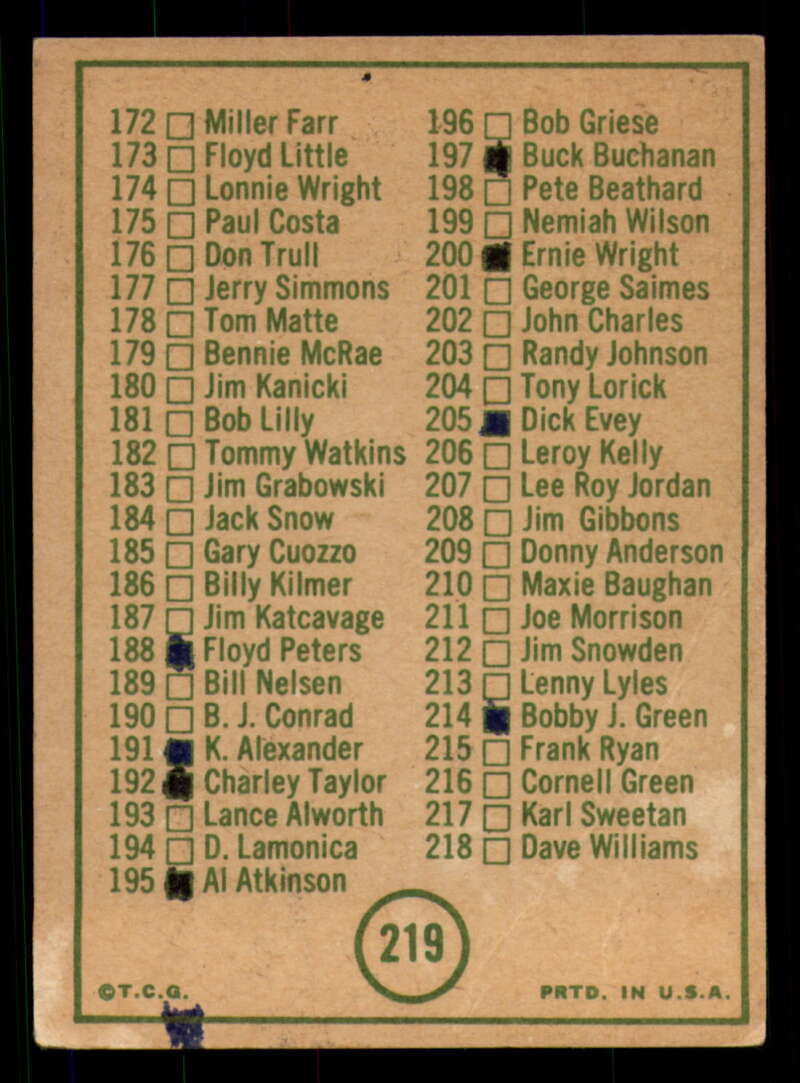 172 Miller Farr
173 Floyd Little
174 Lonnie Wright
175 Paul Costa
176 Don Trull
177 Jerry Simmons
178 Tom Matte
179 Bennie McRae
180 Jim Kanicki
181 Bob Lilly
182 Tommy Watkins
183 Jim Grabowski
184 Jack Snow
185 Gary Cuozzo
186 Billy Kilmer
187 Jim Katcavage
188 Floyd Peters
189 Bill Nelsen
190 B. J. Conrad
191 K. Alexander
192 Charley Taylor
193 Lance Alworth
194 D. Lamonica
195 Al Atkinson
196 Bob Griese
197 Buck Buchanan
198 Pete Beathard
199 Nemiah Wilson
200 Ernie Wright
201 George Saimes
202 John Charles
203 Randy Johnson
204 Tony Lorick
205 Dick Evey
206 Leroy Kelly
207 Lee Roy Jordan
208 Jim Gibbons
209 Donny Anderson
210 Maxie Baughan
211 Joe Morrison
212 Jim Snowden
213 Lenny Lyles
214 Bobby J. Green
215 Frank Ryan
216 Cornell Green
217 Karl Sweetan
218 Dave Williams
219
©T.C.G.
PRTD. IN U.S.A.